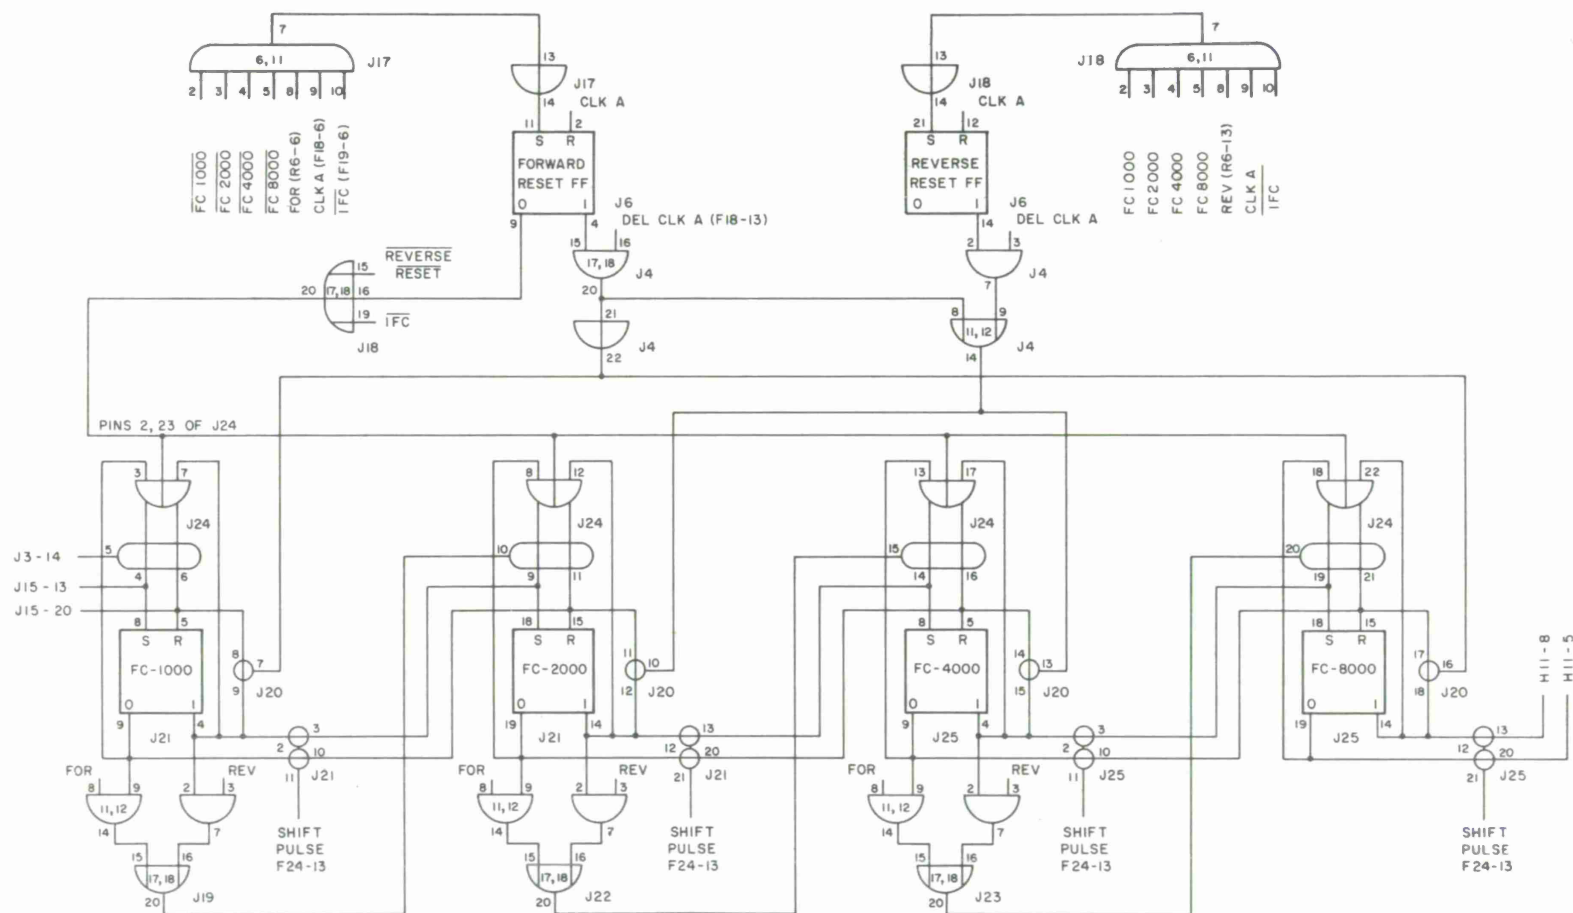 7
6,11
J17
2 3 4 5 8 9 10
FC 1000
FC 2000
FC 4000
FC 8000
FOR (R6-6)
CLK A (F18-6)
IFC (F19-6)
13
J17
14
CLK A
11 2
S R
FORWARD
RESET FF
0 1
9 4
J6
DEL CLK A (F18-13)
15 16
17,18
J4
20
21
J4
22
REVERSE
RESET
15
20 17,18 16
19 IFC
J18
7
J18
6,11
2 3 4 5 8 9 10
FC 1000
FC 2000
FC 4000
FC 8000
REV (R6-13)
CLK A
IFC
13
J18
14
CLK A
21 12
S R
REVERSE
RESET FF
0 1
14
J6
DEL CLK A
2 3
J4
7
8 9
11,12
J4
14
PINS 2, 23 OF J24
3 7
J24
J3-14
5
4 6
J15-13
J15-20
8 5
S R
FC-1000
0 1
9 4
J21
8 7
9 J20
3
2 10
11 J21
FOR REV
8 9 2 3
11,12
14 7
15 16
17,18
J19
20
SHIFT
PULSE
F24-13
8 12
J24
10
9 11
18 15
S R
FC-2000
0 1
19 14
J21
11 10
12 J20
13
12 20
21 J21
FOR REV
8 9 2 3
11,12
14 7
15 16
17,18
J22
20
SHIFT
PULSE
F24-13
13 17
J24
15
14 16
8 5
S R
FC-4000
0 1
9 4
J25
14 13
15 J20
3
2 10
11 J25
FOR REV
8 9 2 3
11,12
14 7
15 16
17,18
J23
20
SHIFT
PULSE
F24-13
18 22
J24
20
19 21
18 15
S R
FC-8000
0 1
19 14
J25
17 16
18 J20
13
12 20
21 J25
H11-8
H11-5
SHIFT
PULSE
F24-13